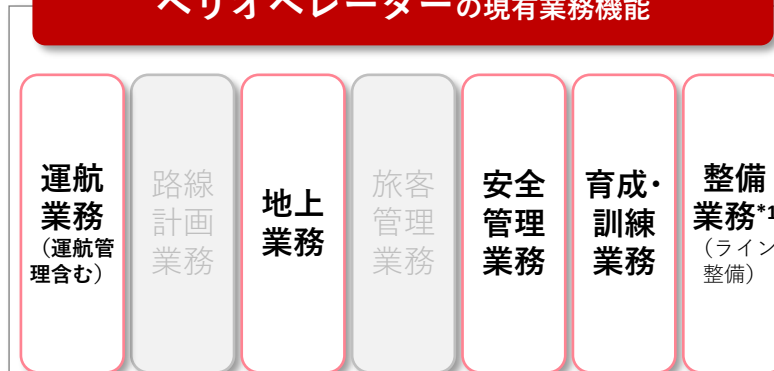 ヘリオペレーターの現有業務機能
運航
業務
（運航管
理含む）
路線
計画
業務
地上
業務
旅客
管理
業務
安全
管理
業務
育成・
訓練
業務
整備
業務*1
（ライン
整備）